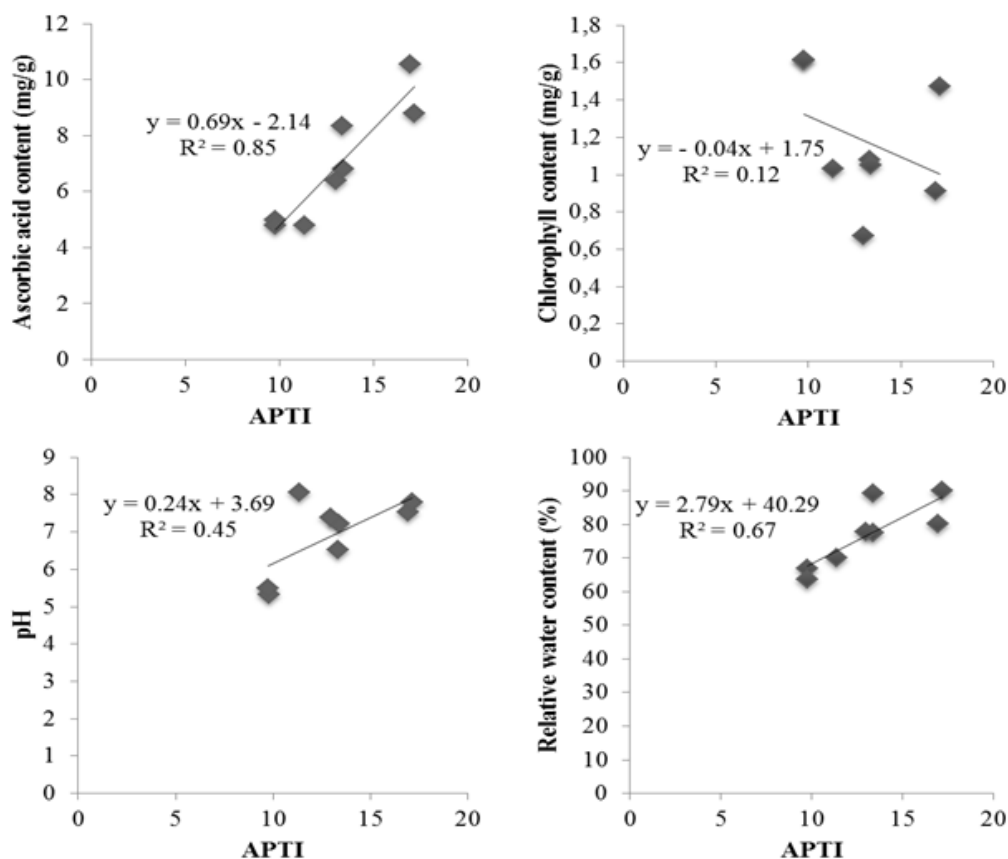 Ascorbic acid content (mg/g)
12
10
8
6
4
2
0
y = 0.69x - 2.14
R² = 0.85
0 5 10 15 20
APTI
Chlorophyll content (mg/g)
1,8
1,6
1,4
1,2
1
0,8
0,6
0,4
0,2
0
y = - 0.04x + 1.75
R² = 0.12
0 5 10 15 20
APTI
pH
9
8
7
6
5
4
3
2
1
0
y = 0.24x + 3.69
R² = 0.45
0 5 10 15 20
APTI
Relative water content (%)
100
90
80
70
60
50
40
30
20
10
0
y = 2.79x + 40.29
R² = 0.67
0 5 10 15 20
APTI